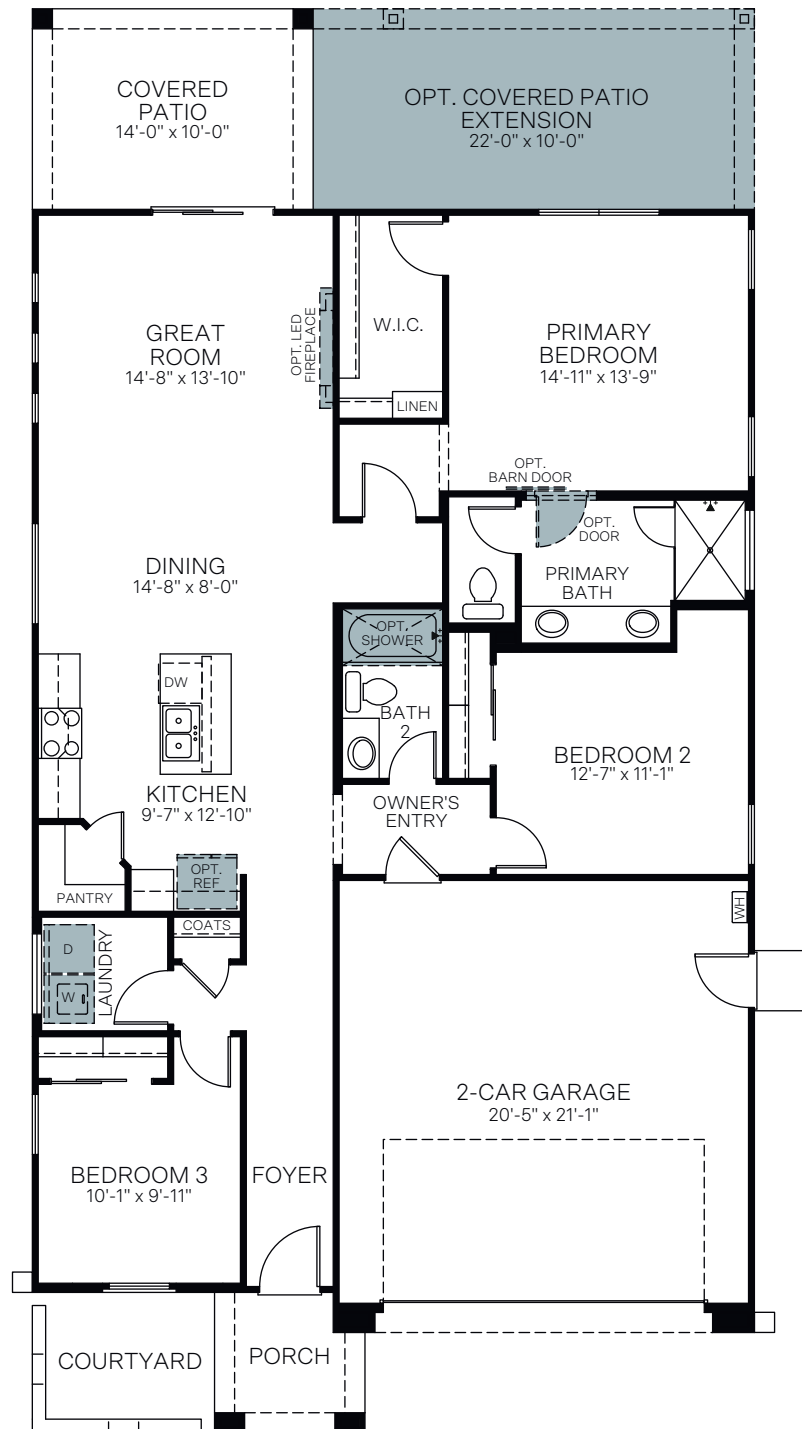 COVERED
PATIO
14'-0" x 10'-0"
OPT. COVERED PATIO
EXTENSION
22'-0" x 10'-0"
GREAT
ROOM
14'-8" x 13'-10"
OPT. LED
FIREPLACE
W.I.C.
LINEN
PRIMARY
BEDROOM
14'-11" x 13'-9"
OPT.
BARN DOOR
OPT.
DOOR
PRIMARY
BATH
DINING
14'-8" x 8'-0"
OPT.
SHOWER
BATH
2
DW
KITCHEN
9'-7" x 12'-10"
BEDROOM 2
12'-7" x 11'-1"
OWNER'S
ENTRY
OPT.
REF
PANTRY
COATS
D
W
LAUNDRY
WH
2-CAR GARAGE
20'-5" x 21'-1"
BEDROOM 3
10'-1" x 9'-11"
FOYER
COURTYARD
PORCH